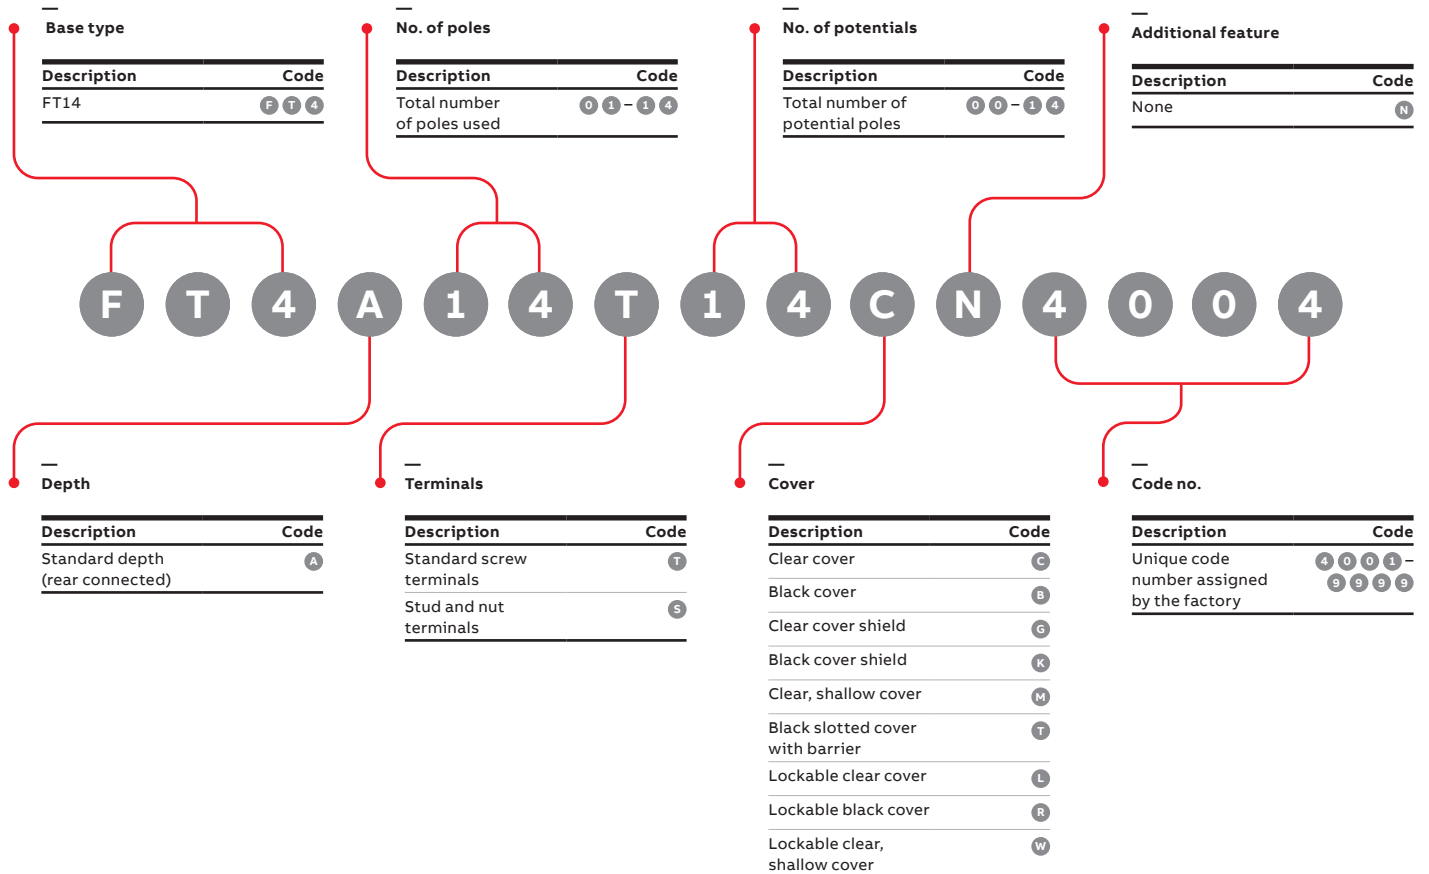 Base type
Description Code
FT14 F T 4
No. of poles
Description Code
Total number 0 1 – 1 4
of poles used
No. of potentials
Description Code
Total number of 0 0 – 1 4
potential poles
Additional feature
Description Code
None N
F T 4 A 1 4 T 1 4 C N 4 0 0 4
Depth
Description Code
Standard depth A
(rear connected)
Terminals
Description Code
Standard screw T
terminals
Stud and nut S
terminals
Cover
Description Code
Clear cover C
Black cover B
Clear cover shield G
Black cover shield K
Clear, shallow cover M
Black slotted cover T
with barrier
Lockable clear cover L
Lockable black cover R
Lockable clear, W
shallow cover
Code no.
Description Code
Unique code 4 0 0 1 –
number assigned 9 9 9 9
by the factory